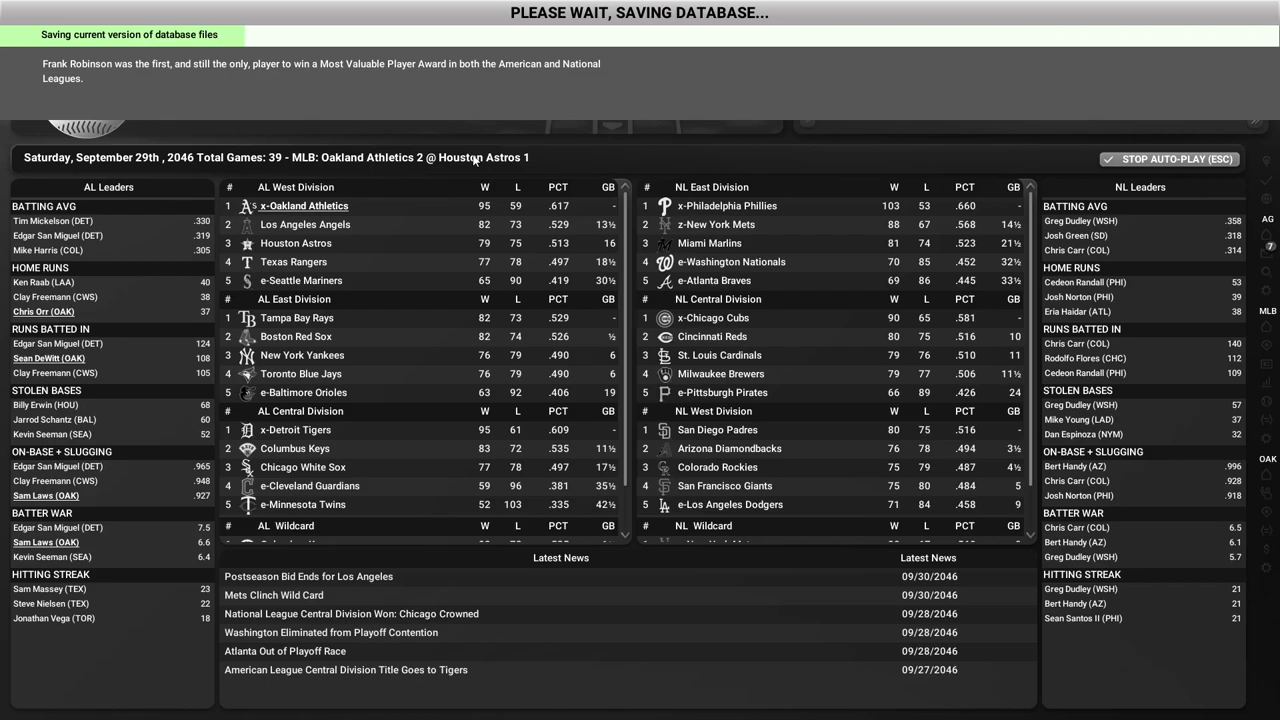 PLEASE WAIT, SAVING DATABASE...
Saving current version of database files
Frank Robinson was the first, and still the only, player to win a Most Valuable Player Award in both the American and National
Leagues.
Saturday, September 29th , 2046 Total Games: 39 - MLB: Oakland Athletics 2 @ Houston Astros 1
STOP AUTO-PLAY (ESC)
AL Leaders
BATTING AVG
Tim Mickelson (DET) .330
Edgar San Miguel (DET) .319
Mike Harris (COL) .305
HOME RUNS
Ken Raab (LAA) 40
Clay Freemann (CWS) 38
Chris Orr (OAK) 37
RUNS BATTED IN
Edgar San Miguel (DET) 124
Sean DeWitt (OAK) 108
Clay Freemann (CWS) 105
STOLEN BASES
Billy Erwin (HOU) 68
Jarrod Schantz (BAL) 60
Kevin Seeman (SEA) 52
ON-BASE + SLUGGING
Edgar San Miguel (DET) .965
Clay Freemann (CWS) .948
Sam Laws (OAK) .927
BATTER WAR
Edgar San Miguel (DET) 7.5
Sam Laws (OAK) 6.6
Kevin Seeman (SEA) 6.4
HITTING STREAK
Sam Massey (TEX) 23
Steve Nielsen (TEX) 22
Jonathan Vega (TOR) 18
# AL West Division W L PCT GB
1 x-Oakland Athletics 95 59 .617 -
2 Los Angeles Angels 82 73 .529 13½
3 Houston Astros 79 75 .513 16
4 Texas Rangers 77 78 .497 18½
5 e-Seattle Mariners 65 90 .419 30½
# AL East Division W L PCT GB
1 Tampa Bay Rays 82 73 .529 -
2 Boston Red Sox 82 74 .526 ½
3 New York Yankees 76 79 .490 6
4 Toronto Blue Jays 76 79 .490 6
5 e-Baltimore Orioles 63 92 .406 19
# AL Central Division W L PCT GB
1 x-Detroit Tigers 95 61 .609 -
2 Columbus Keys 83 72 .535 11½
3 Chicago White Sox 77 78 .497 17½
4 e-Cleveland Guardians 59 96 .381 35½
5 e-Minnesota Twins 52 103 .335 42½
# AL Wildcard W L PCT GB
# NL East Division W L PCT GB
1 x-Philadelphia Phillies 103 53 .660 -
2 z-New York Mets 88 67 .568 14½
3 Miami Marlins 81 74 .523 21½
4 e-Washington Nationals 70 85 .452 32½
5 e-Atlanta Braves 69 86 .445 33½
# NL Central Division W L PCT GB
1 x-Chicago Cubs 90 65 .581 -
2 Cincinnati Reds 80 75 .516 10
3 St. Louis Cardinals 79 76 .510 11
4 Milwaukee Brewers 79 77 .506 11½
5 e-Pittsburgh Pirates 66 89 .426 24
# NL West Division W L PCT GB
1 San Diego Padres 80 75 .516 -
2 Arizona Diamondbacks 76 78 .494 3½
3 Colorado Rockies 75 79 .487 4½
4 San Francisco Giants 75 80 .484 5
5 e-Los Angeles Dodgers 71 84 .458 9
# NL Wildcard W L PCT GB
Latest News Latest News
Postseason Bid Ends for Los Angeles 09/30/2046
Mets Clinch Wild Card 09/30/2046
National League Central Division Won: Chicago Crowned 09/28/2046
Washington Eliminated from Playoff Contention 09/28/2046
Atlanta Out of Playoff Race 09/28/2046
American League Central Division Title Goes to Tigers 09/27/2046
NL Leaders
BATTING AVG
Greg Dudley (WSH) .358
Josh Green (SD) .318
Chris Carr (COL) .314
HOME RUNS
Cedeon Randall (PHI) 53
Josh Norton (PHI) 39
Eria Haidar (ATL) 38
RUNS BATTED IN
Chris Carr (COL) 140
Rodolfo Flores (CHC) 112
Cedeon Randall (PHI) 109
STOLEN BASES
Greg Dudley (WSH) 57
Mike Young (LAD) 37
Dan Espinoza (NYM) 32
ON-BASE + SLUGGING
Bert Handy (AZ) .996
Chris Carr (COL) .928
Josh Norton (PHI) .918
BATTER WAR
Chris Carr (COL) 6.5
Bert Handy (AZ) 6.1
Greg Dudley (WSH) 5.7
HITTING STREAK
Greg Dudley (WSH) 21
Bert Handy (AZ) 21
Sean Santos II (PHI) 21
AG
7
MLB
OAK